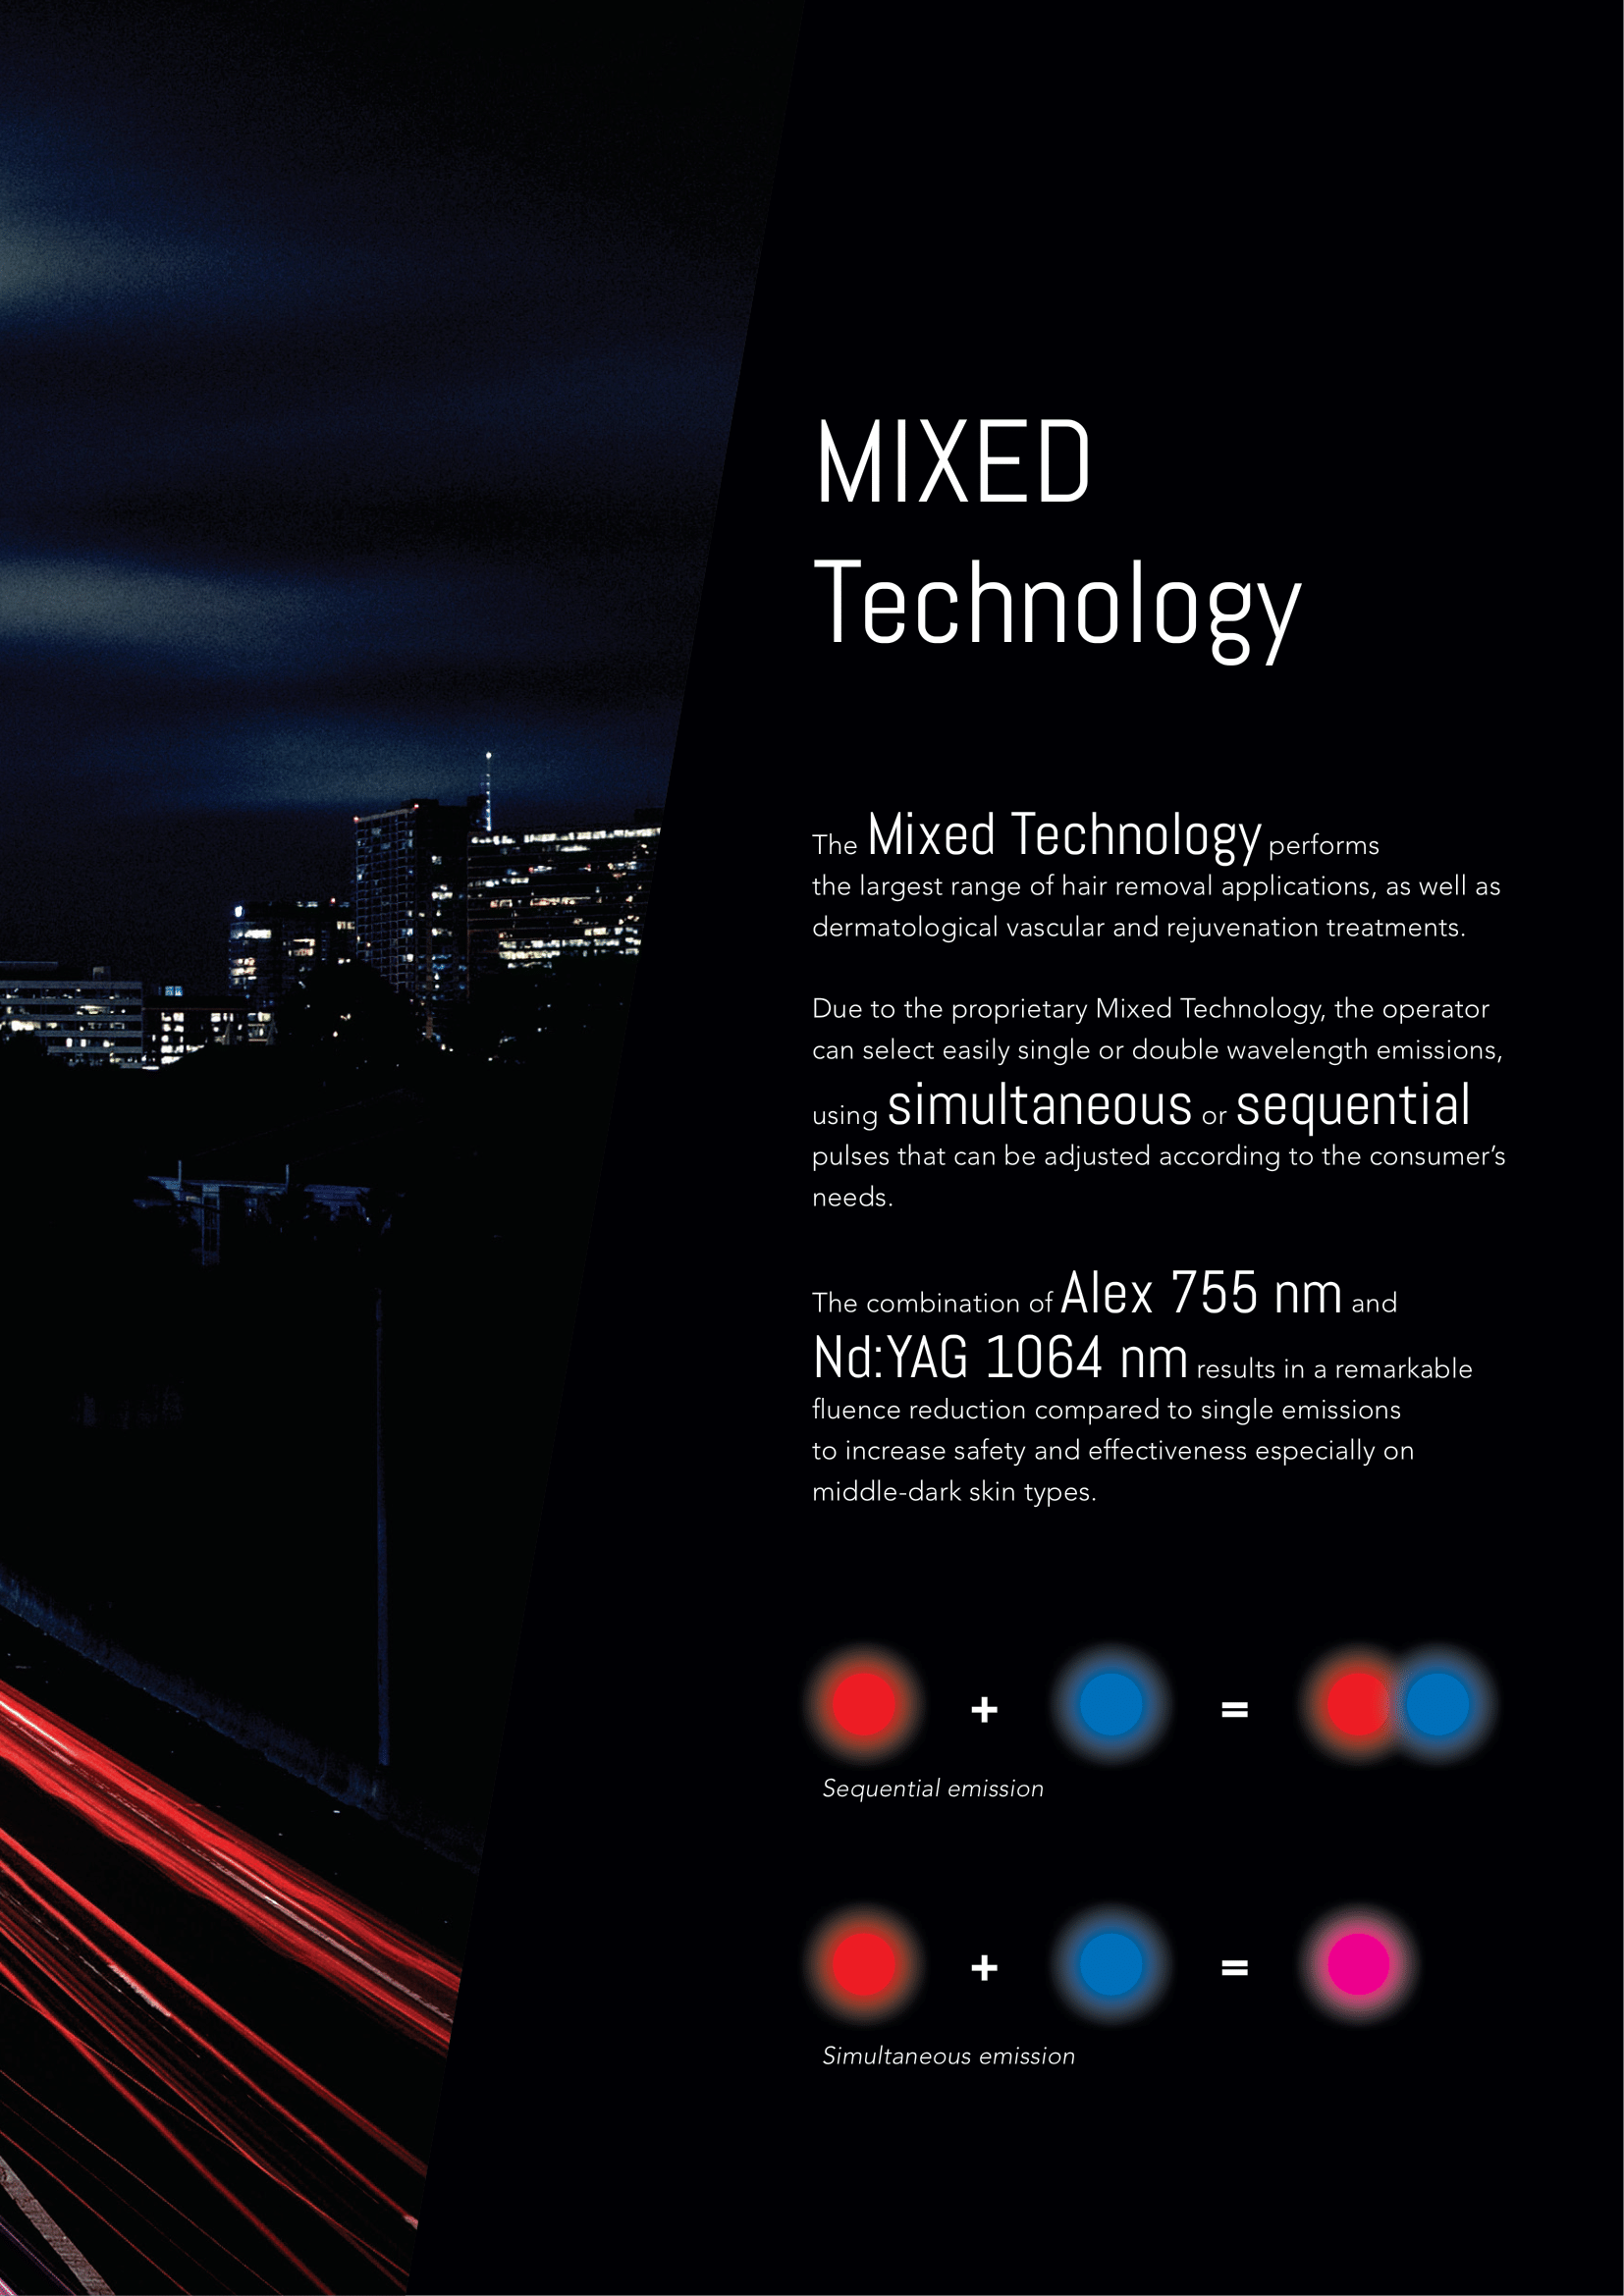 MIXED
Technology
The Mixed Technology performs
the largest range of hair removal applications, as well as
dermatological vascular and rejuvenation treatments.
Due to the proprietary Mixed Technology, the operator
can select easily single or double wavelength emissions,
using simultaneous or sequential
pulses that can be adjusted according to the consumer’s
needs.
The combination of Alex 755 nm and
Nd:YAG 1064 nm results in a remarkable
fluence reduction compared to single emissions
to increase safety and effectiveness especially on
middle-dark skin types.
+ =
Sequential emission
+ =
Simultaneous emission